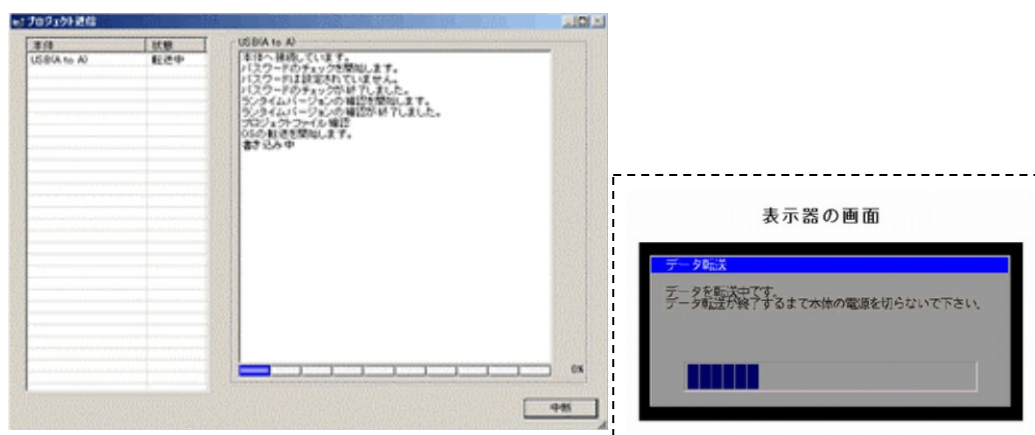 プロジェクト送信
本体
状態
USB(A to A)
転送中
USB(A to A)
本体へ接続しています。
パスワードのチェックを開始します。
パスワードは設定されていません。
パスワードのチェックが終了しました。
ランタイムバージョンの確認を開始します。
ランタイムバージョンの確認が終了しました。
プロジェクトファイル確認
OSの転送を開始します。
書き込み中
0%
中断
表示器の画面
データ転送
データを転送中です。
データ転送が終了するまで本体の電源を切らないで下さい。